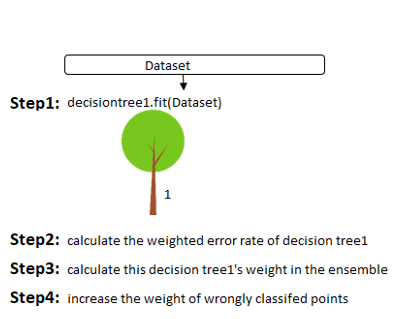 Dataset
Step1: decisiontree1.fit(Dataset)
1
Step2: calculate the weighted error rate of decision tree1
Step3: calculate this decision tree1's weight in the ensemble
Step4: increase the weight of wrongly classifed points